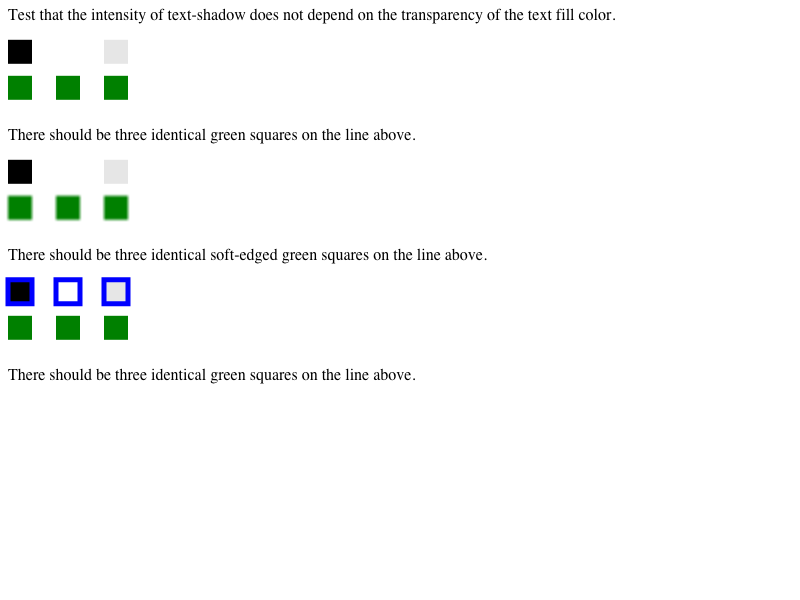 Test that the intensity of text-shadow does not depend on the transparency of the text fill color.
There should be three identical green squares on the line above.
There should be three identical soft-edged green squares on the line above.
There should be three identical green squares on the line above.